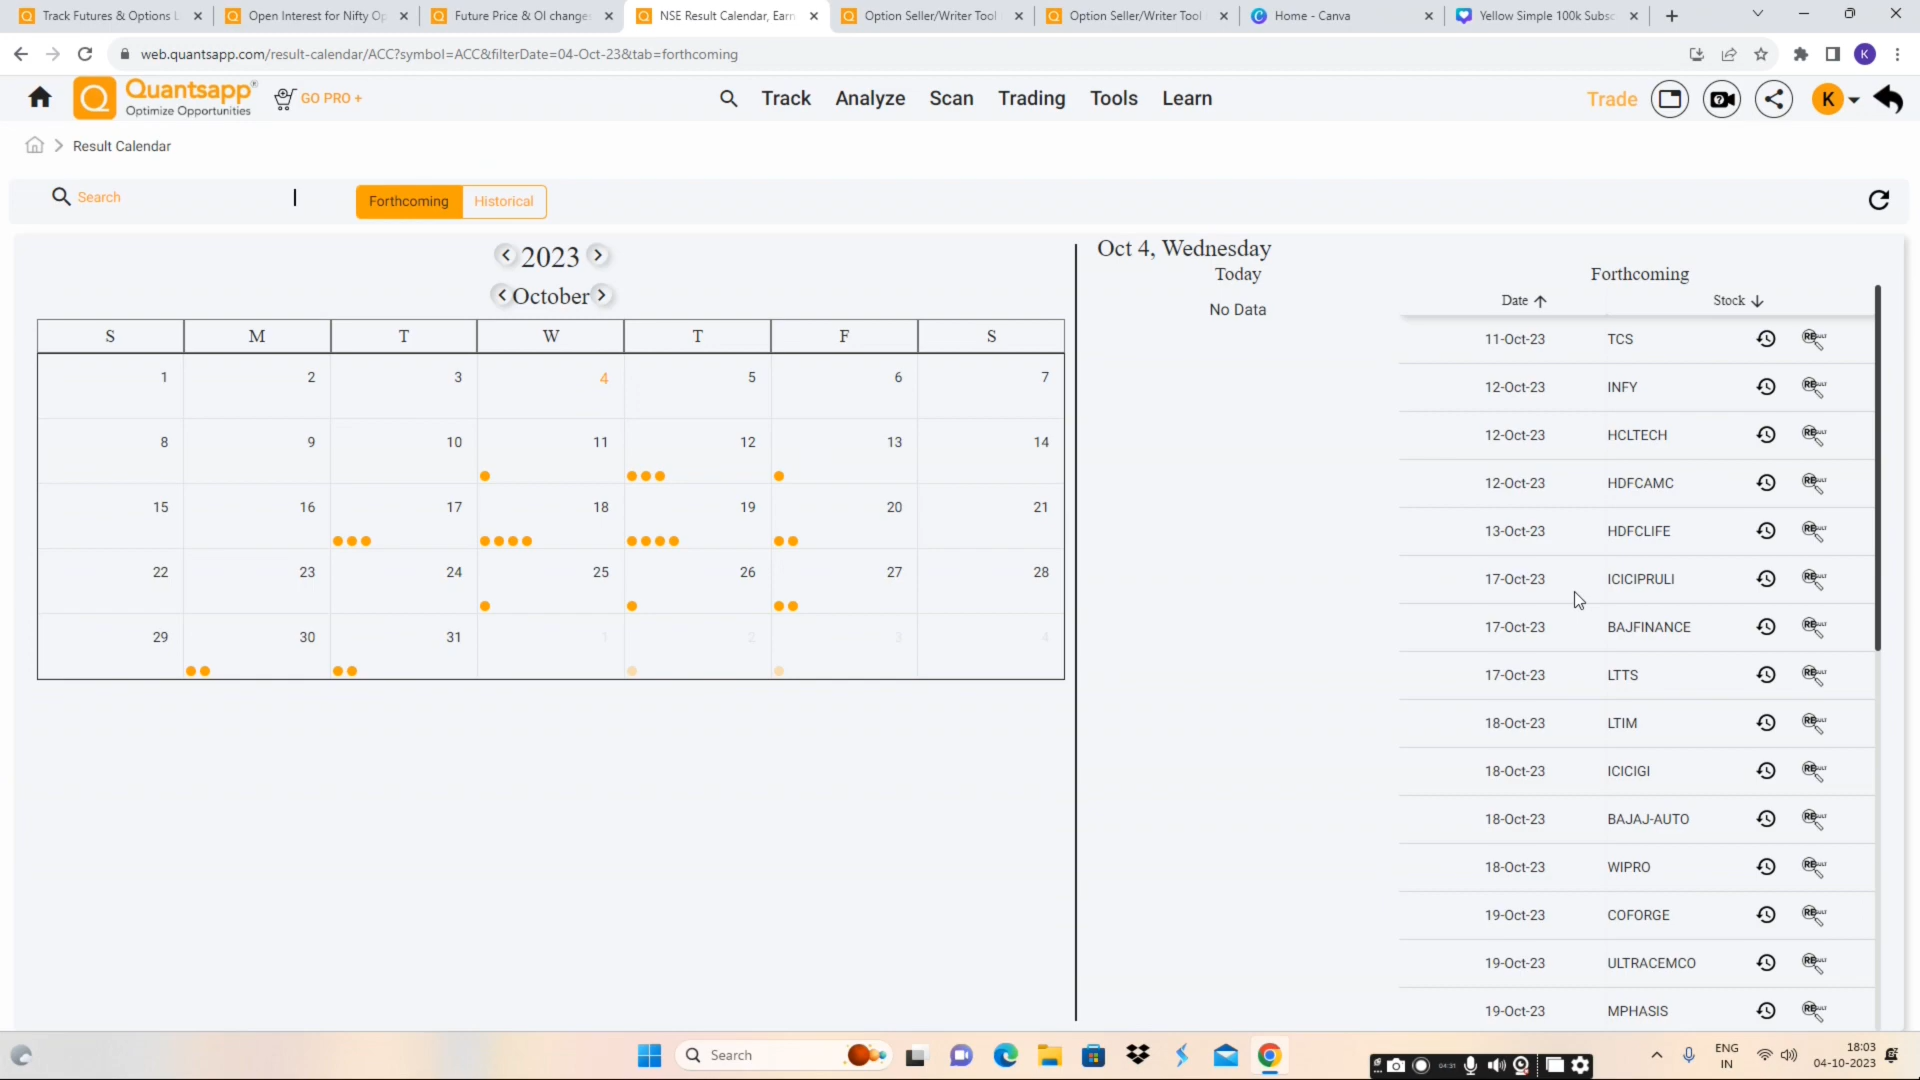 Track Futures & Options L
Open Interest for Nifty Op
Future Price & OI change
NSE Result Calendar, Earn
Option Seller/Writer Tool
Option Seller/Writer Tool
Home - Canva
Yellow Simple 100k Subsc
web.quantsapp.com/result-calendar/ACC?symbol=ACC&filterDate=04-Oct-23&tab=forthcoming
K
Quantsapp®
Optimize Opportunities
GO PRO +
Track Analyze Scan Trading Tools Learn
Trade
K
Result Calendar
Search
Forthcoming Historical
2023
October
S M T W T F S
1 2 3 4 5 6 7
8 9 10 11 12 13 14
15 16 17 18 19 20 21
22 23 24 25 26 27 28
29 30 31 1 2 3 4
Oct 4, Wednesday
Today
No Data
Forthcoming
Date Stock
11-Oct-23 TCS
12-Oct-23 INFY
12-Oct-23 HCLTECH
12-Oct-23 HDFCAMC
13-Oct-23 HDFCLIFE
17-Oct-23 ICICIPRULI
17-Oct-23 BAJFINANCE
17-Oct-23 LTTS
18-Oct-23 LTIM
18-Oct-23 ICICIGI
18-Oct-23 BAJAJ-AUTO
18-Oct-23 WIPRO
19-Oct-23 COFORGE
19-Oct-23 ULTRACEMCO
19-Oct-23 MPHASIS
Search
ENG
IN
18:03
04-10-2023